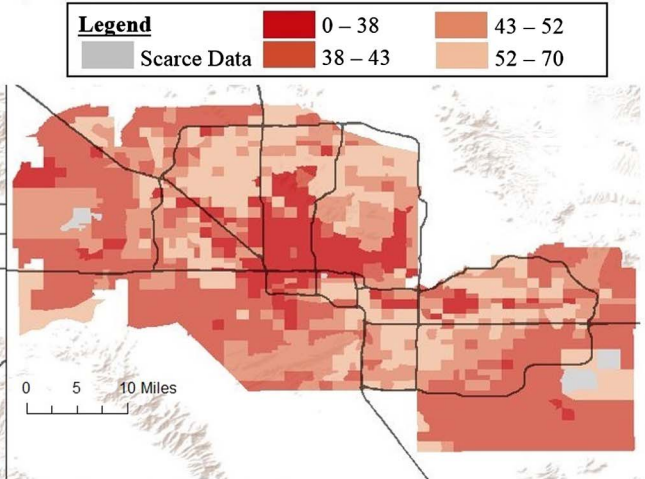 Legend
0 – 38
43 – 52
Scarce Data
38 – 43
52 – 70
0 5 10 Miles